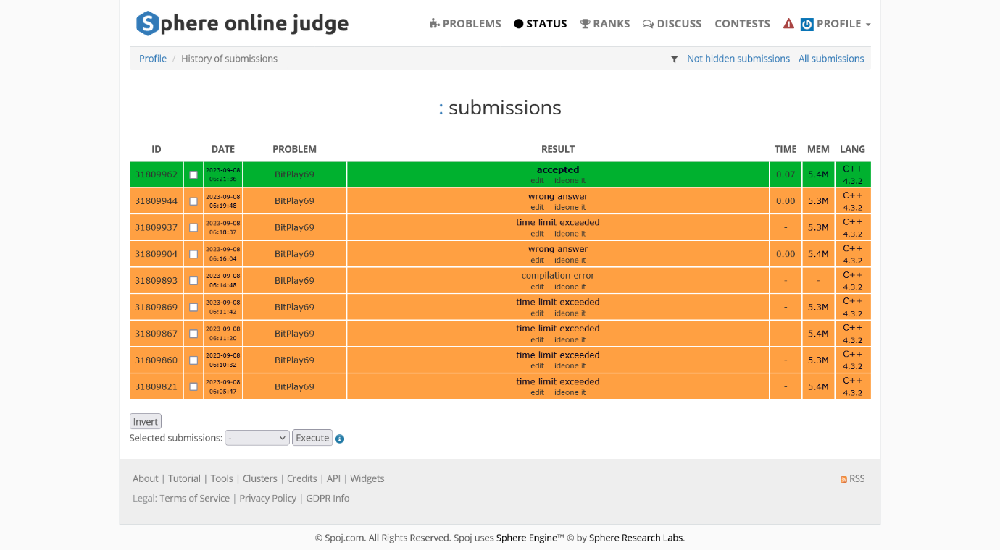 Sphere online judge PROBLEMS STATUS RANKS DISCUSS CONTESTS PROFILE
Profile / History of submissions Not hidden submissions All submissions
: submissions
ID DATE PROBLEM RESULT TIME MEM LANG
31809962 2023-09-08 06:21:36 BitPlay69 accepted edit ideone it 0.07 5.4M C++ 4.3.2
31809944 2023-09-08 06:19:48 BitPlay69 wrong answer edit ideone it 0.00 5.3M C++ 4.3.2
31809937 2023-09-08 06:18:37 BitPlay69 time limit exceeded edit ideone it - 5.3M C++ 4.3.2
31809904 2023-09-08 06:16:04 BitPlay69 wrong answer edit ideone it 0.00 5.4M C++ 4.3.2
31809893 2023-09-08 06:14:48 BitPlay69 compilation error edit ideone it - - C++ 4.3.2
31809869 2023-09-08 06:11:42 BitPlay69 time limit exceeded edit ideone it - 5.3M C++ 4.3.2
31809867 2023-09-08 06:11:20 BitPlay69 time limit exceeded edit ideone it - 5.4M C++ 4.3.2
31809860 2023-09-08 06:10:32 BitPlay69 time limit exceeded edit ideone it - 5.3M C++ 4.3.2
31809821 2023-09-08 06:05:47 BitPlay69 time limit exceeded edit ideone it - 5.4M C++ 4.3.2
Invert
Selected submissions: - Execute
About | Tutorial | Tools | Clusters | Credits | API | Widgets RSS
Legal: Terms of Service | Privacy Policy | GDPR Info
© Spoj.com. All Rights Reserved. Spoj uses Sphere Engine™ © by Sphere Research Labs.